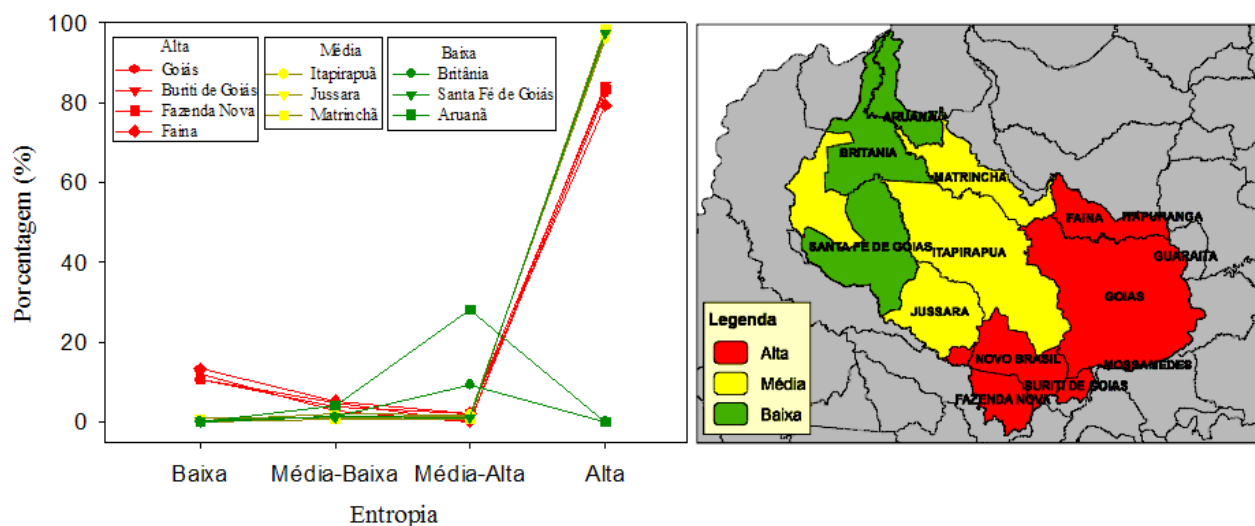 100
80
60
40
20
0
Porcentagem (%)
Alta
Goiás
Buriti de Goiás
Fazenda Nova
Faina
Média
Itapirapuã
Jussara
Matrinchã
Baixa
Britânia
Santa Fé de Goiás
Aruanã
Baixa
Média-Baixa
Média-Alta
Alta
Entropia
ARUANÃ
BRITANIA
MATRINCHA
FAINA
ITAPURANGA
SANTA FE DE GOIAS
ITAPIRAPUA
GUARAITA
GOIAS
JUSSARA
NOVO BRASIL
MOSSAMEDES
BURITI DE GOIAS
FAZENDA NOVA
Legenda
Alta
Média
Baixa